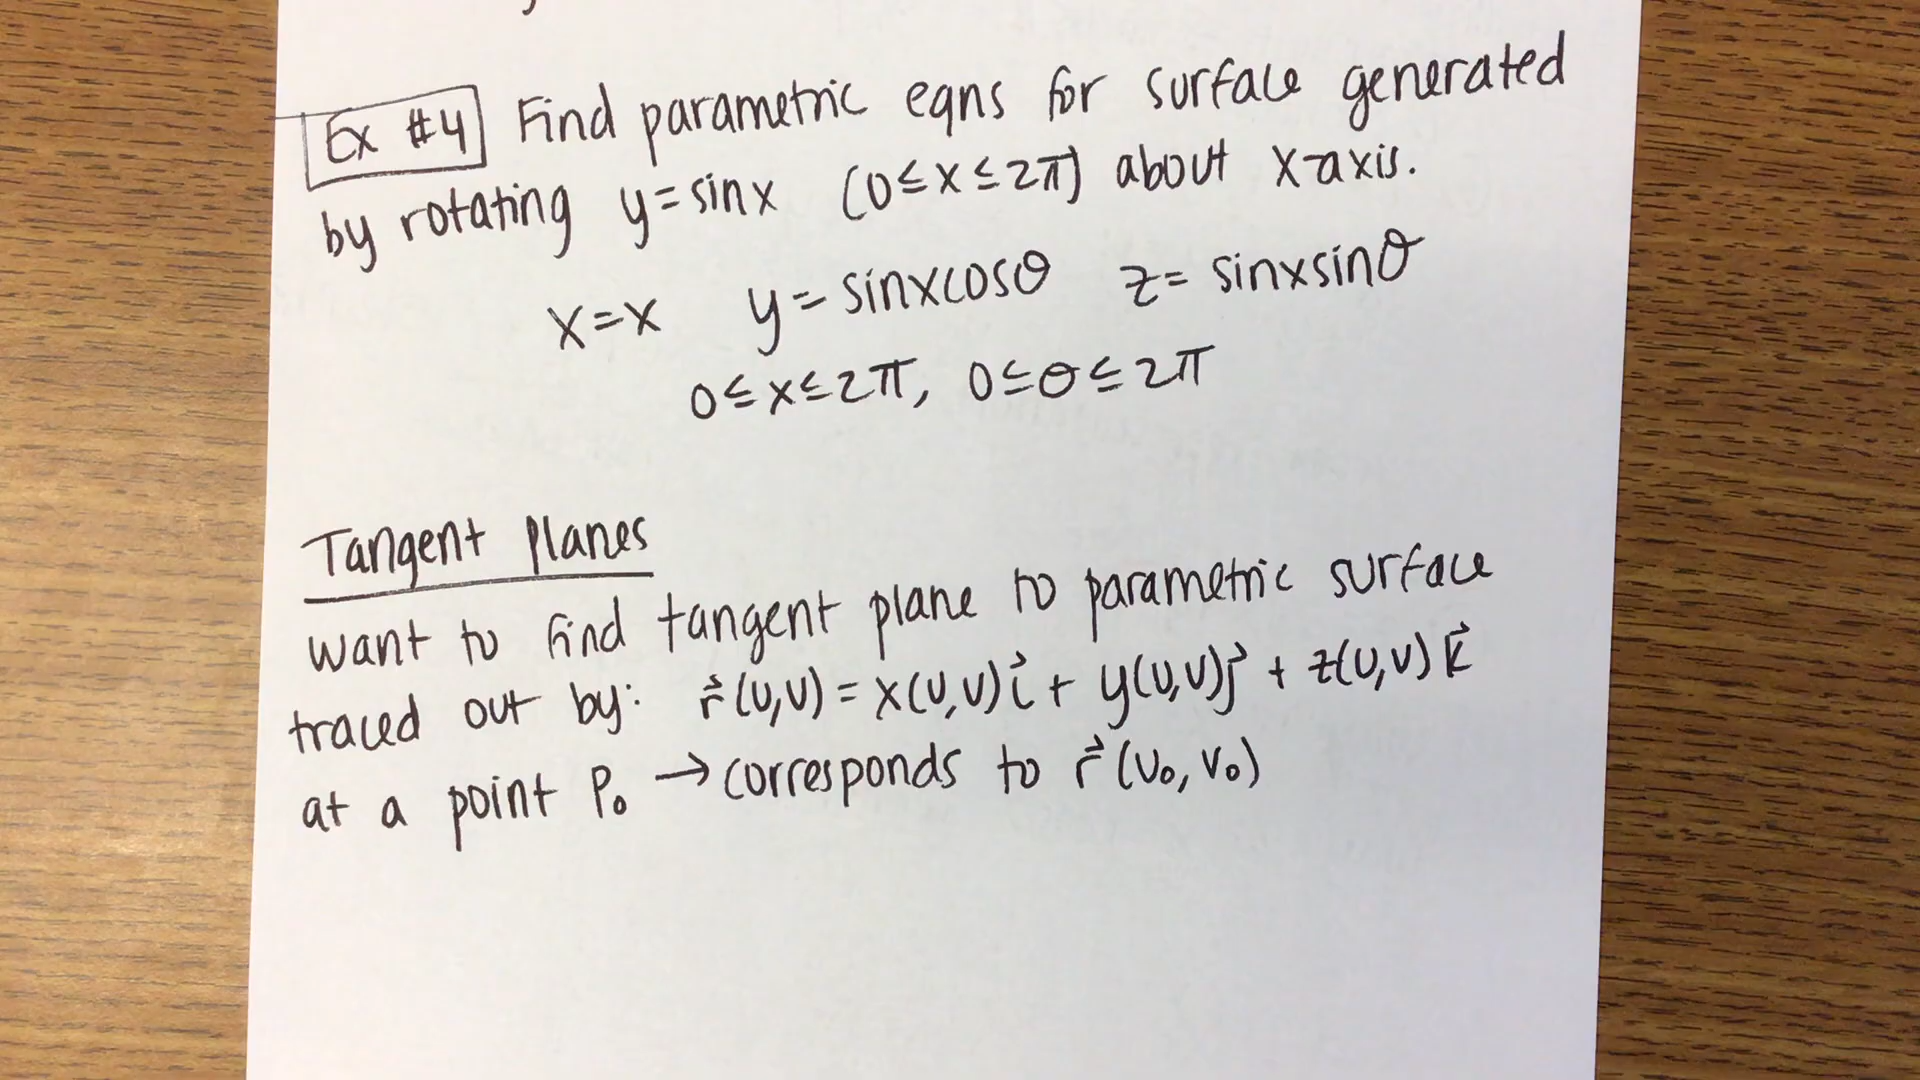 Ex #4 Find parametric eqns for surface generated
by rotating y=sinx (0≤x≤2π) about x-axis.
x=x y=sinxcosθ z=sinxsinθ
0≤x≤2π, 0≤θ≤2π
Tangent Planes
want to find tangent plane to parametric surface
traced out by: r⃗(u,v)=x(u,v)i⃗+y(u,v)j⃗+z(u,v)k⃗
at a point P₀ →corresponds to r⃗(u₀,v₀)